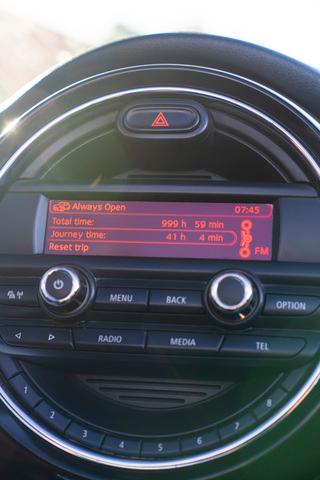 Always Open 07:45
Total time: 999 h 59 min
Journey time: 41 h 4 min
Reset trip FM
MENU BACK OPTION
RADIO MEDIA TEL
1 2 3 4 5 6 7 8